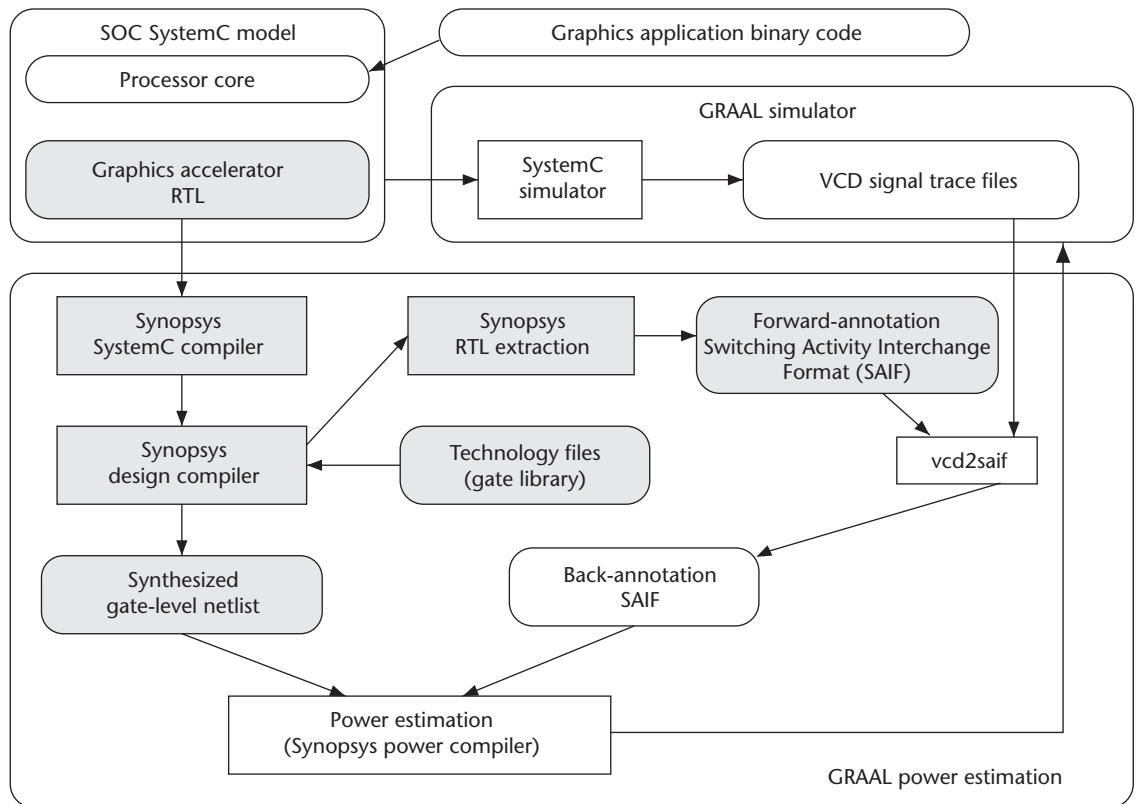 SOC SystemC model
Graphics application binary code
Processor core
GRAAL simulator
Graphics accelerator
RTL
SystemC
simulator
VCD signal trace files
Synopsys
SystemC compiler
Synopsys
RTL extraction
Forward-annotation
Switching Activity Interchange
Format (SAIF)
Synopsys
design compiler
Technology files
(gate library)
vcd2saif
Synthesized
gate-level netlist
Back-annotation
SAIF
Power estimation
(Synopsys power compiler)
GRAAL power estimation